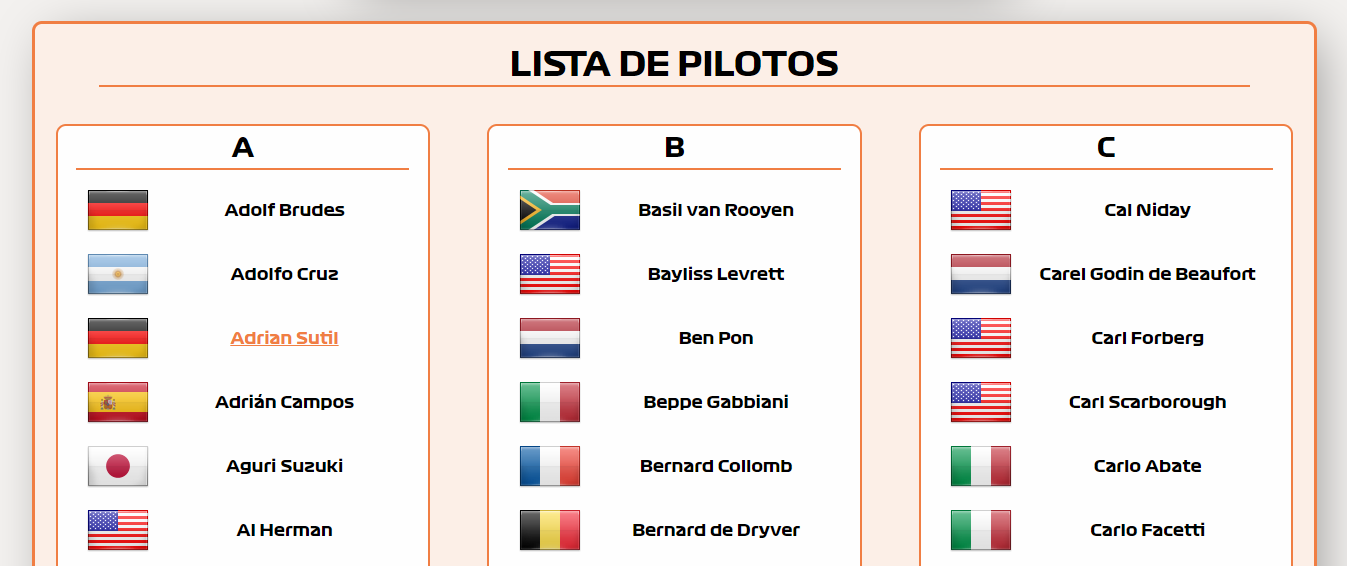 LISTA DE PILOTOS
A
Adolf Brudes
Adolfo Cruz
Adrian Sutil
Adrián Campos
Aguri Suzuki
Al Herman
B
Basil van Rooyen
Bayliss Levrett
Ben Pon
Beppe Gabbiani
Bernard Collomb
Bernard de Dryver
C
Cal Niday
Carel Godin de Beaufort
Carl Forberg
Carl Scarborough
Carlo Abate
Carlo Facetti